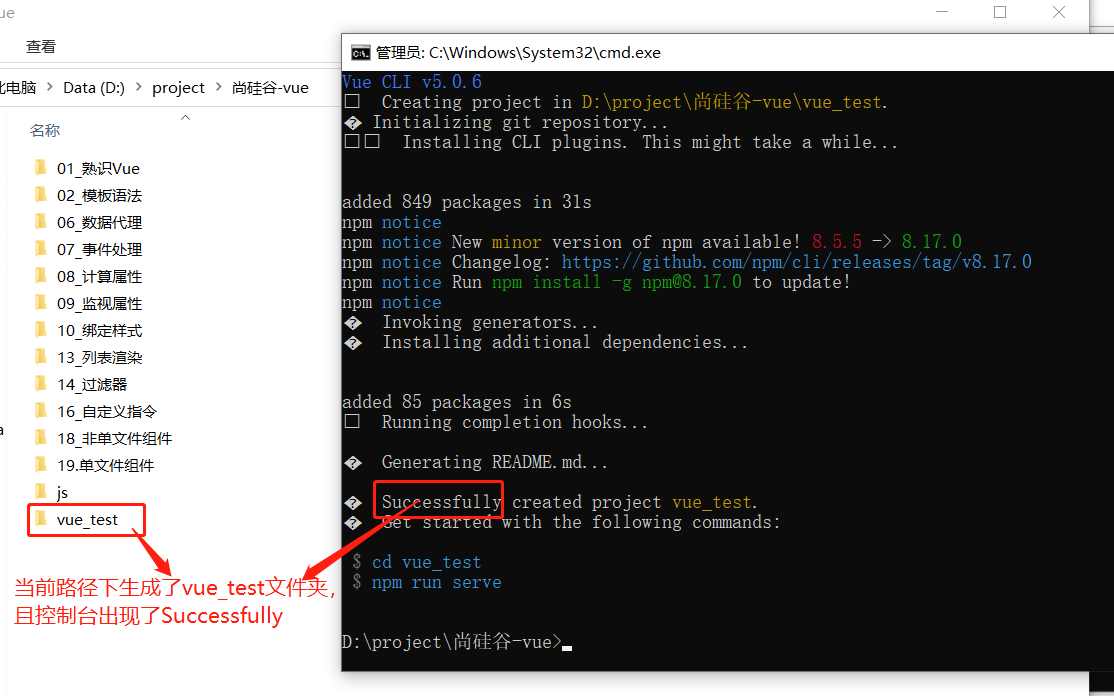 ue
查看
比电脑 > Data (D:) > project > 尚硅谷-vue
名称
01_熟识Vue
02_模板语法
06_数据代理
07_事件处理
08_计算属性
09_监视属性
10_绑定样式
13_列表渲染
14_过滤器
16_自定义指令
18_非单文件组件
19.单文件组件
js
vue_test
当前路径下生成了vue_test文件夹，
且控制台出现了Successfully
a
管理员: C:\Windows\System32\cmd.exe
Vue CLI v5.0.6
Creating project in D:\project\尚硅谷-vue\vue_test.
Initializing git repository...
Installing CLI plugins. This might take a while...
added 849 packages in 31s
npm notice
npm notice New minor version of npm available! 8.5.5 -> 8.17.0
npm notice Changelog: https://github.com/npm/cli/releases/tag/v8.17.0
npm notice Run npm install -g npm@8.17.0 to update!
npm notice
Invoking generators...
Installing additional dependencies...
added 85 packages in 6s
Running completion hooks...
Generating README.md...
Successfully created project vue_test.
Get started with the following commands:
$ cd vue_test
$ npm run serve
D:\project\尚硅谷-vue>